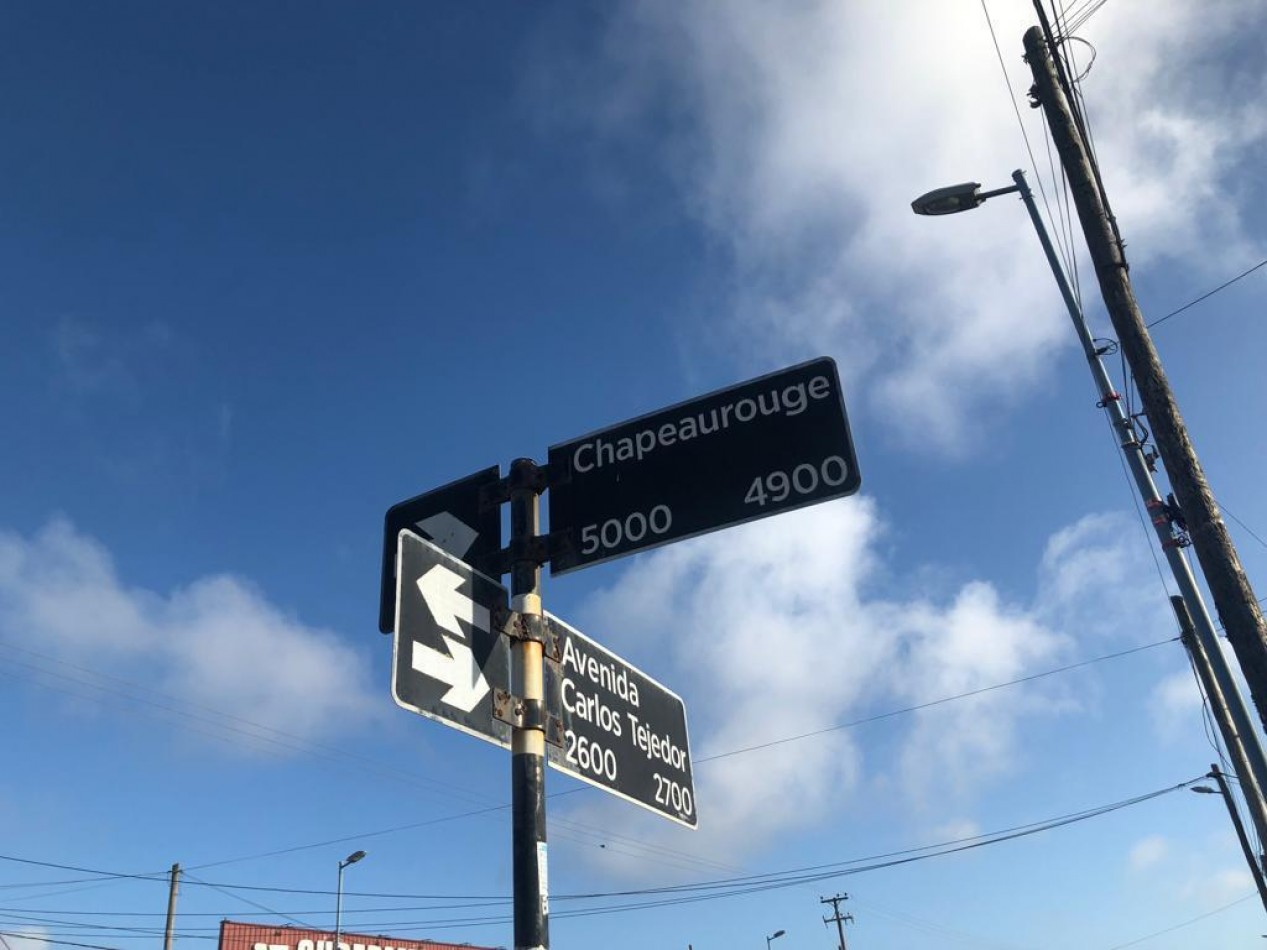 Chapeaurouge
5000 4900
Avenida
Carlos Tejedor
2600 2700